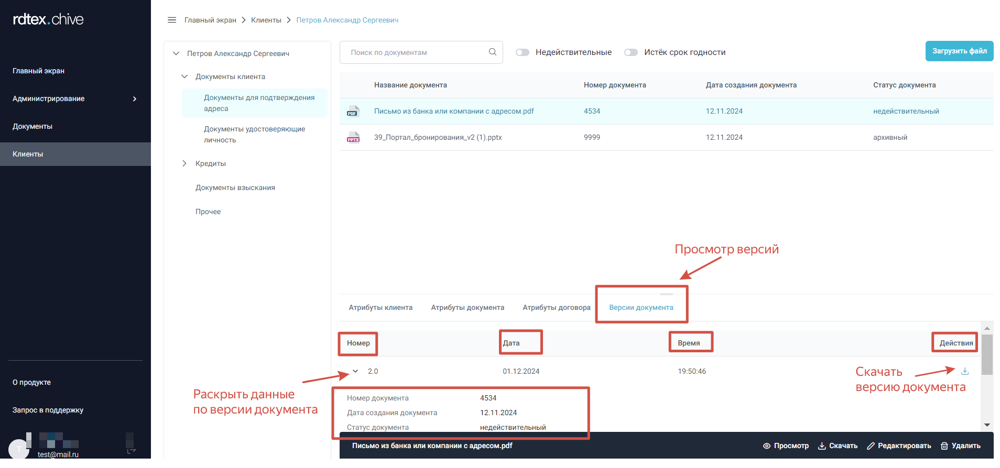 rdtex.chive
Главный экран
Администрирование
Документы
Клиенты
О продукте
Запрос в поддержку
T
test@mail.ru
Главный экран
Клиенты
Петров Александр Сергеевич
Петров Александр Сергеевич
Документы клиента
Документы для подтверждения
адреса
Документы удостоверяющие
личность
Кредиты
Документы взыскания
Прочее
Поиск по документам
Недействительные
Истёк срок годности
Загрузить файл
Название документа Номер документа Дата создания документа Статус документа
PDF Письмо из банка или компании с адресом.pdf 4534 12.11.2024 недействительный
PPTX 39_Портал_бронирования_v2 (1).pptx 9999 12.11.2024 архивный
Просмотр версий
Атрибуты клиента Атрибуты документа Атрибуты договора Версии документа
Номер Дата Время Действия
2.0 01.12.2024 19:50:46
Скачать
версию документа
Раскрыть данные
по версии документа
Номер документа 4534
Дата создания документа 12.11.2024
Статус документа недействительный
Письмо из банка или компании с адресом.pdf Просмотр Скачать Редактировать Удалить